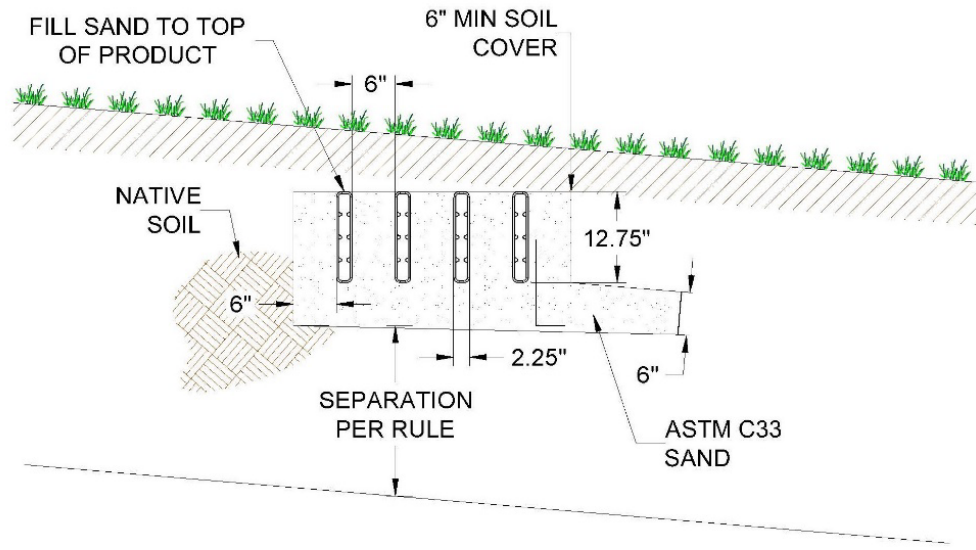 FILL SAND TO TOP
OF PRODUCT
6" MIN SOIL
COVER
6"
NATIVE
SOIL
12.75"
6"
2.25"
6"
SEPARATION
PER RULE
ASTM C33
SAND